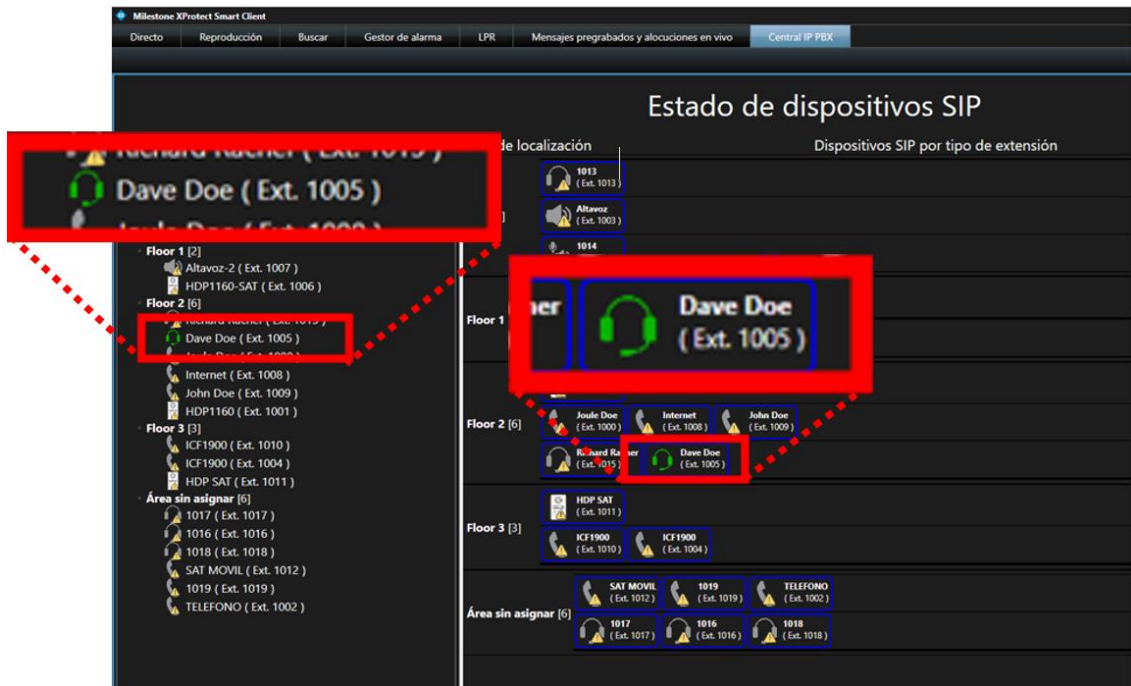 Milestone XProtect Smart Client
Directo Reproducción Buscar Gestor de alarma LPR Mensajes pregrabados y alocuciones en vivo Central IP PBX
Estado de dispositivos SIP
de localización
Dispositivos SIP por tipo de extensión
Dave Doe ( Ext. 1005 )
Floor 1 [2]
Altavoz-2 ( Ext. 1007 )
HDP1160-SAT ( Ext. 1006 )
Floor 2 [6]
Dave Doe ( Ext. 1005 )
Internet ( Ext. 1008 )
John Doe ( Ext. 1009 )
HDP1160 ( Ext. 1001 )
Floor 3 [3]
ICF1900 ( Ext. 1010 )
ICF1900 ( Ext. 1004 )
HDP SAT ( Ext. 1011 )
Área sin asignar [6]
1017 ( Ext. 1017 )
1016 ( Ext. 1016 )
1018 ( Ext. 1018 )
SAT MOVIL ( Ext. 1012 )
1019 ( Ext. 1019 )
TELEFONO ( Ext. 1002 )
1013
( Ext. 1013 )
Altavoz
( Ext. 1003 )
1014
Floor 1
Dave Doe
( Ext. 1005 )
Floor 2 [6]
Joule Doe Internet John Doe
( Ext. 1000 ) ( Ext. 1008 ) ( Ext. 1009 )
Richard Dave Doe
( Ext. 1015 ) ( Ext. 1005 )
Floor 3 [3]
HDP SAT
( Ext. 1011 )
ICF1900 ICF1900
( Ext. 1010 ) ( Ext. 1004 )
Área sin asignar [6]
SAT MOVIL 1019 TELEFONO
( Ext. 1012 ) ( Ext. 1019 ) ( Ext. 1002 )
1017 1016 1018
( Ext. 1017 ) ( Ext. 1016 ) ( Ext. 1018 )